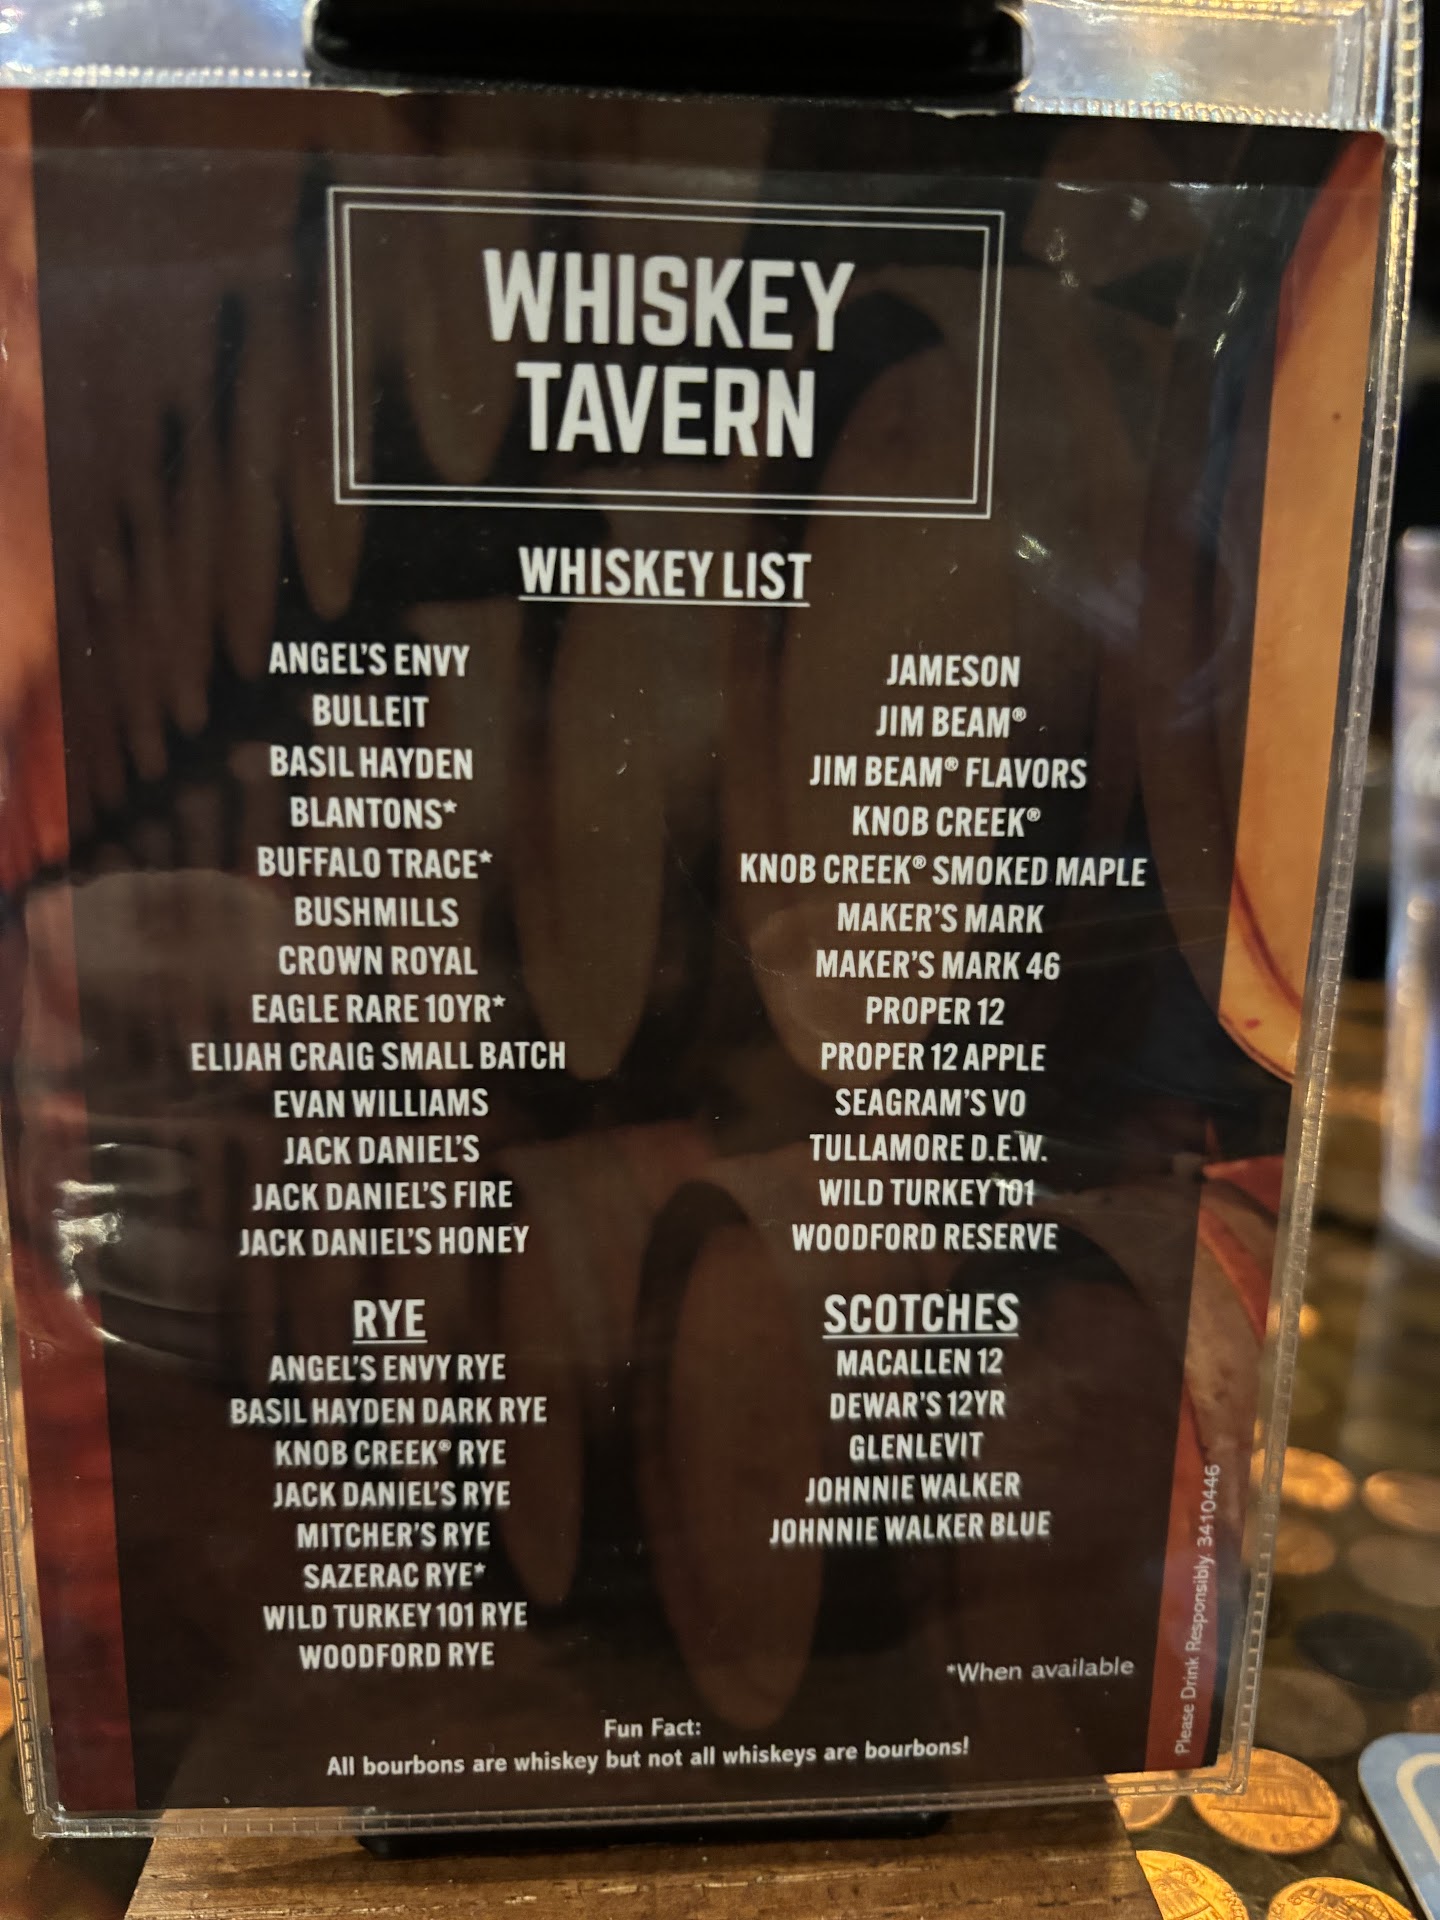 WHISKEY
TAVERN
WHISKEY LIST
ANGEL'S ENVY
BULLEIT
BASIL HAYDEN
BLANTONS*
BUFFALO TRACE*
BUSHMILLS
CROWN ROYAL
EAGLE RARE 10YR*
ELIJAH CRAIG SMALL BATCH
EVAN WILLIAMS
JACK DANIEL'S
JACK DANIEL'S FIRE
JACK DANIEL'S HONEY
JAMESON
JIM BEAM®
JIM BEAM® FLAVORS
KNOB CREEK®
KNOB CREEK® SMOKED MAPLE
MAKER'S MARK
MAKER'S MARK 46
PROPER 12
PROPER 12 APPLE
SEAGRAM'S VO
TULLAMORE D.E.W.
WILD TURKEY 101
WOODFORD RESERVE
RYE
ANGEL'S ENVY RYE
BASIL HAYDEN DARK RYE
KNOB CREEK® RYE
JACK DANIEL'S RYE
MITCHER'S RYE
SAZERAC RYE*
WILD TURKEY 101 RYE
WOODFORD RYE
SCOTCHES
MACALLEN 12
DEWAR'S 12YR
GLENLEVIT
JOHNNIE WALKER
JOHNNIE WALKER BLUE
*When available
Fun Fact:
All bourbons are whiskey but not all whiskeys are bourbons!
Please Drink Responsibly. 3410446